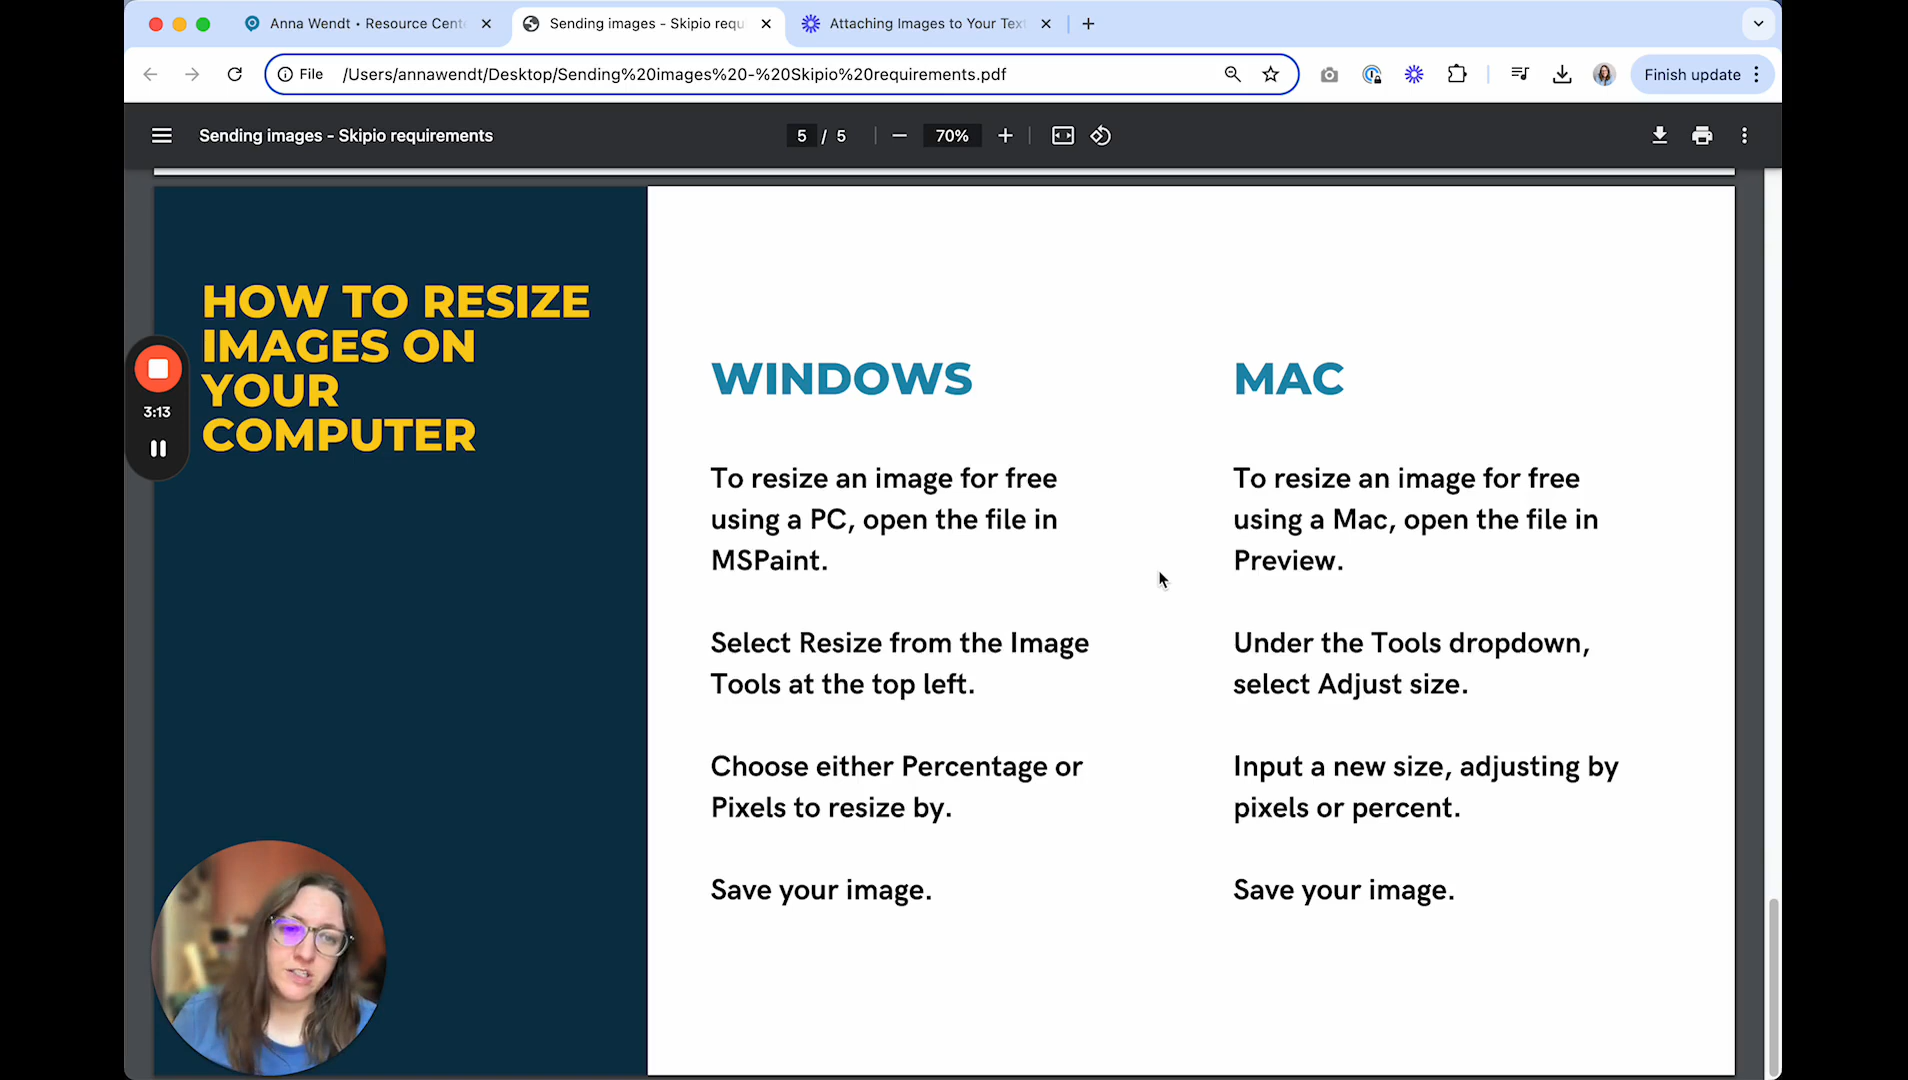 Anna Wendt • Resource Cent
Sending images - Skipio requ
Attaching Images to Your Tex
File
/Users/annawendt/Desktop/Sending%20images%20-%20Skipio%20requirements.pdf
Finish update
Sending images - Skipio requirements
5 / 5
70%
HOW TO RESIZE
IMAGES ON
YOUR
COMPUTER
3:13
WINDOWS
To resize an image for free
using a PC, open the file in
MSPaint.
Select Resize from the Image
Tools at the top left.
Choose either Percentage or
Pixels to resize by.
Save your image.
MAC
To resize an image for free
using a Mac, open the file in
Preview.
Under the Tools dropdown,
select Adjust size.
Input a new size, adjusting by
pixels or percent.
Save your image.